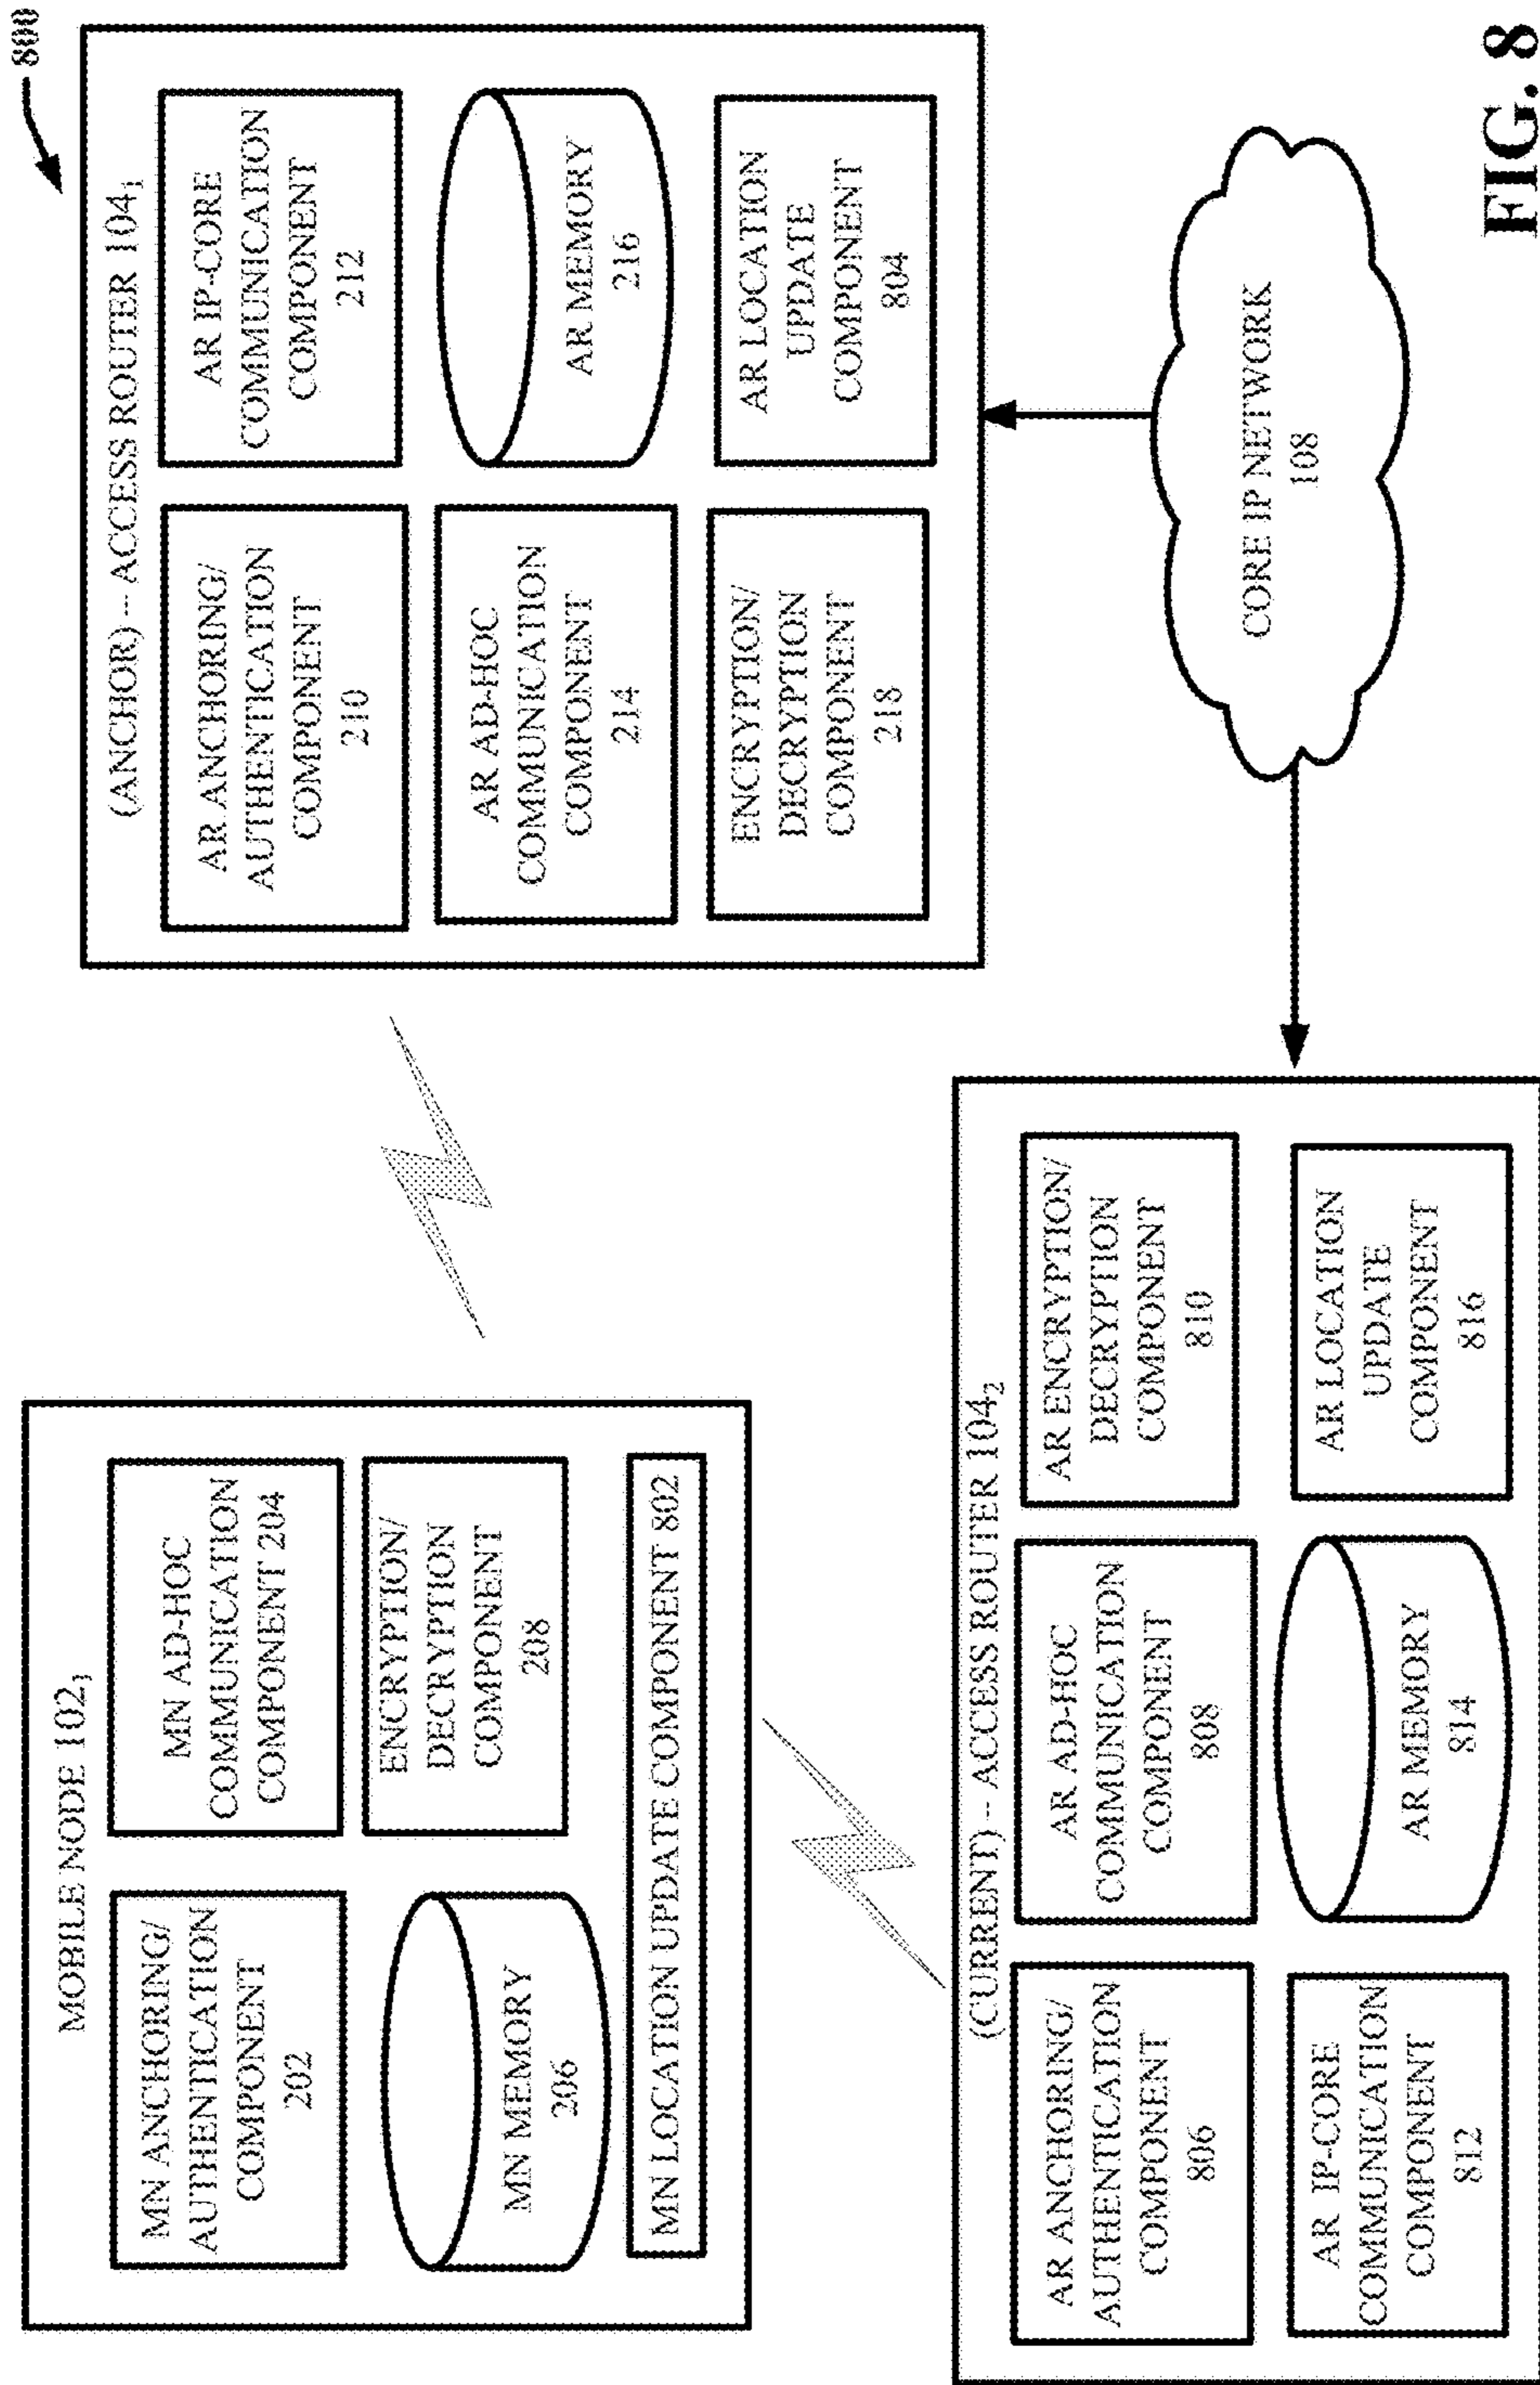 800
MOBILE NODE 102₁
MN ANCHORING/
AUTHENTICATION
COMPONENT
202
MN AD-HOC
COMMUNICATION
COMPONENT 204
MN MEMORY
206
ENCRYPTION/
DECRYPTION
COMPONENT
208
MN LOCATION UPDATE COMPONENT 802
(ANCHOR) -- ACCESS ROUTER 104₁
AR ANCHORING/
AUTHENTICATION
COMPONENT
210
AR IP-CORE
COMMUNICATION
COMPONENT
212
AR AD-HOC
COMMUNICATION
COMPONENT
214
AR MEMORY
216
ENCRYPTION/
DECRYPTION
COMPONENT
218
AR LOCATION
UPDATE
COMPONENT
804
(CURRENT) -- ACCESS ROUTER 104₂
AR ANCHORING/
AUTHENTICATION
COMPONENT
806
AR AD-HOC
COMMUNICATION
COMPONENT
808
AR ENCRYPTION/
DECRYPTION
COMPONENT
810
AR IP-CORE
COMMUNICATION
COMPONENT
812
AR MEMORY
814
AR LOCATION
UPDATE
COMPONENT
816
CORE IP NETWORK
108
FIG. 8